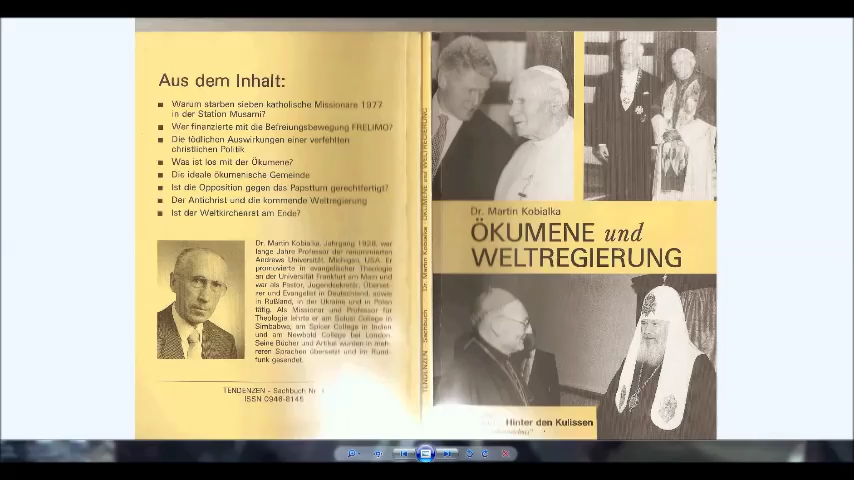 Aus dem Inhalt:
Warum starben sieben katholische Missionare 1977
in der Station Musami?
Wer finanzierte mit die Befreiungsbewegung FRELIMO?
Die tödlichen Auswirkungen einer verfehlten
christlichen Politik
Was ist los mit der Ökumene?
Die ideale ökumenische Gemeinde
Ist die Opposition gegen das Papsttum gerechtfertigt?
Der Antichrist und die kommende Weltregierung
Ist der Weltkirchenrat am Ende?
Dr. Martin Kobialka, Jahrgang 1928, war
lange Jahre Professor der renommierten
Andrews Universität, Michigan, USA. Er
promovierte in evangelischer Theologie
an der Universität Frankfurt am Main und
war als Pastor, Jugendsekretär, Überset-
zer und Evangelist in Deutschland, sowie
in Rußland, in der Ukraine und in Polen
tätig. Als Missionar und Professor für
Theologie lehrte er am Solusi College in
Simbabwe, am Spicer College in Indien
und am Newbold College bei London.
Seine Bücher und Artikel wurden in meh-
reren Sprachen übersetzt und im Rund-
funk gesendet.
TENDENZEN - Sachbuch Nr.
ISSN 0946-8145
TENDENZEN Sachbuch Dr. Martin Kobialka ÖKUMENE und WELTREGIERUNG
Dr. Martin Kobialka
ÖKUMENE und
WELTREGIERUNG
Hinter den Kulissen